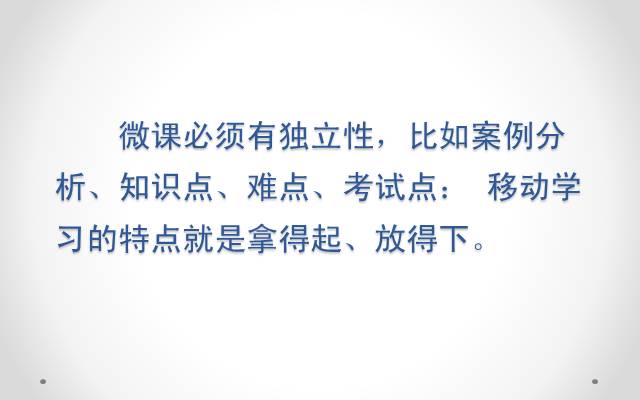 微课必须有独立性，比如案例分
析、知识点、难点、考试点： 移动学
习的特点就是拿得起、放得下。